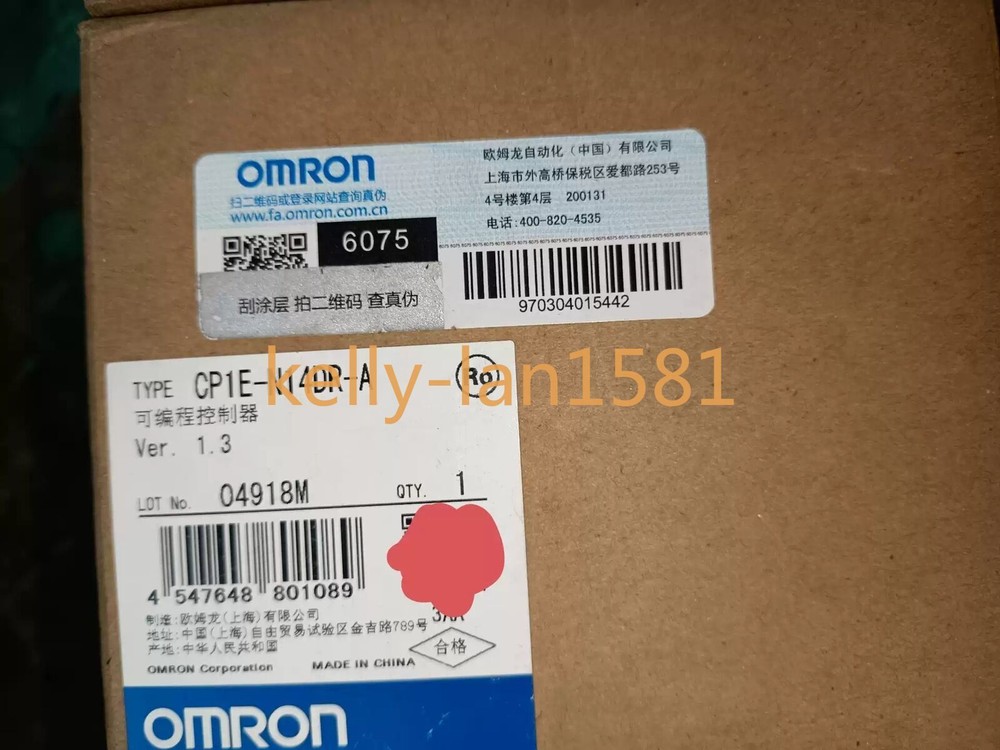 OMRON
扫二维码或登录网站查询真伪
www.fa.omron.com.cn
6075
刮涂层 拍二维码 查真伪
欧姆龙自动化（中国）有限公司
上海市外高桥保税区爱都路253号
4号楼第4层 200131
电话:400-820-4535
970304015442
kelly-lan1581
TYPE CP1E-N14DR-A
可编程控制器
Ver. 1.3
LOT No. 04918M QTY. 1
4 547648 801089
制造:欧姆龙(上海)有限公司
地址:中国(上海)自由贸易试验区金吉路789号
产地:中华人民共和国
合格
OMRON Corporation MADE IN CHINA
OMRON